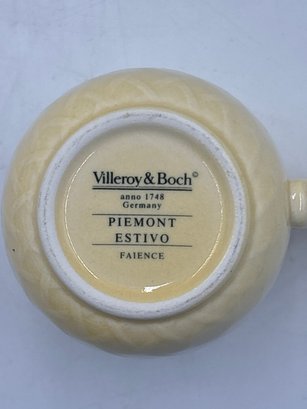 Villeroy & Boch©
anno 1748
Germany
PIEMONT
ESTIVO
FAIENCE